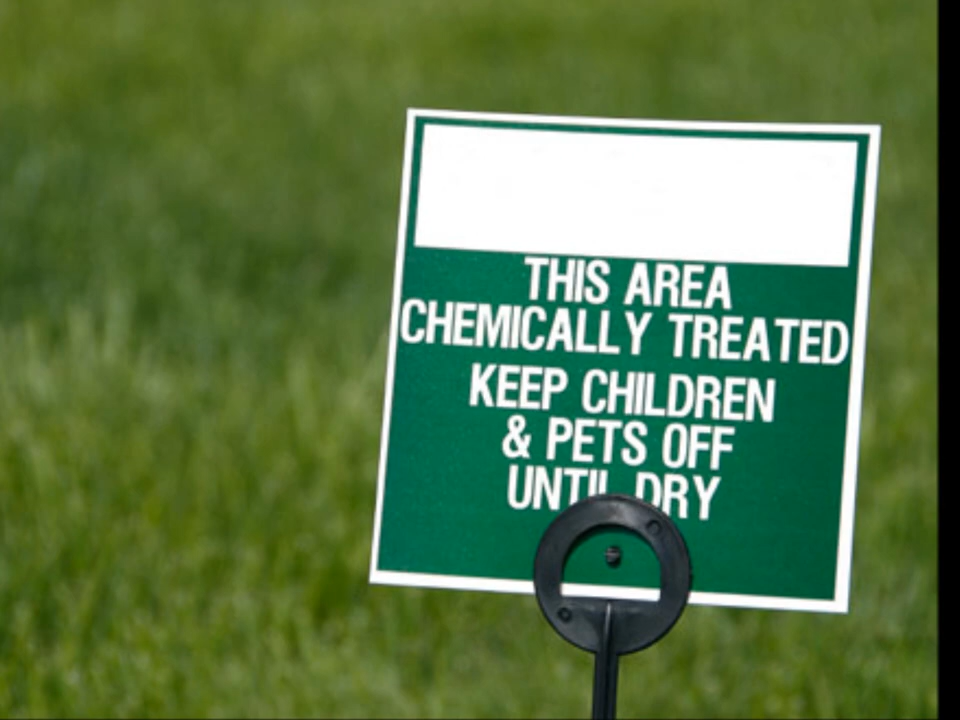 THIS AREA
CHEMICALLY TREATED
KEEP CHILDREN
& PETS OFF
UNTIL DRY